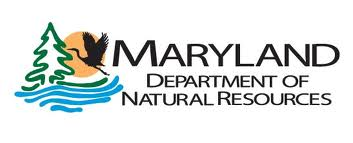 MARYLAND
DEPARTMENT OF
NATURAL RESOURCES